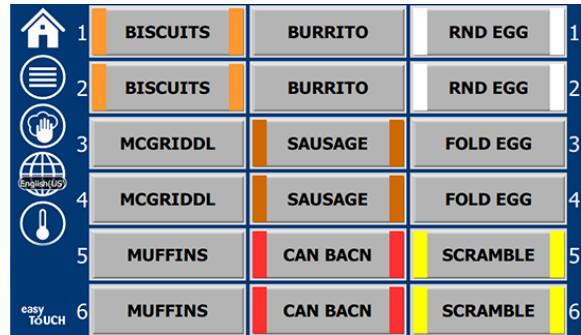 1 BISCUITS BURRITO RND EGG 1
2 BISCUITS BURRITO RND EGG 2
3 MCGRIDDL SAUSAGE FOLD EGG 3
English(US)
4 MCGRIDDL SAUSAGE FOLD EGG 4
5 MUFFINS CAN BACN SCRAMBLE 5
easy TOUCH 6 MUFFINS CAN BACN SCRAMBLE 6